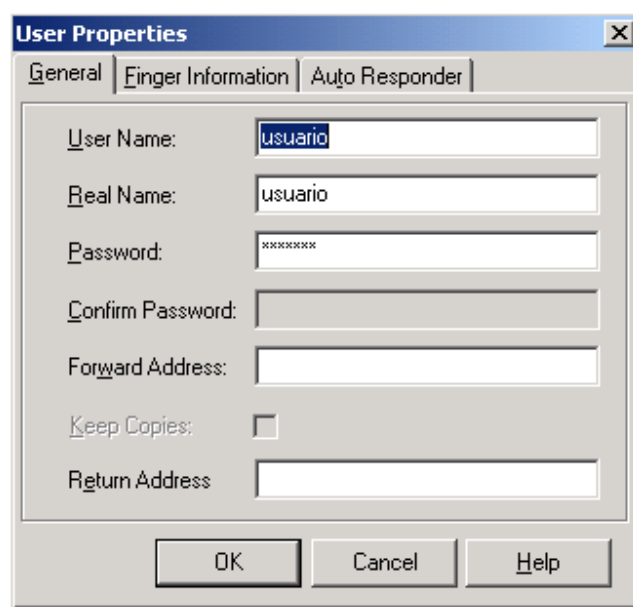 User Properties
General Finger Information Auto Responder
User Name: usuario
Real Name: usuario
Password: *******
Confirm Password:
Forward Address:
Keep Copies:
Return Address
OK Cancel Help